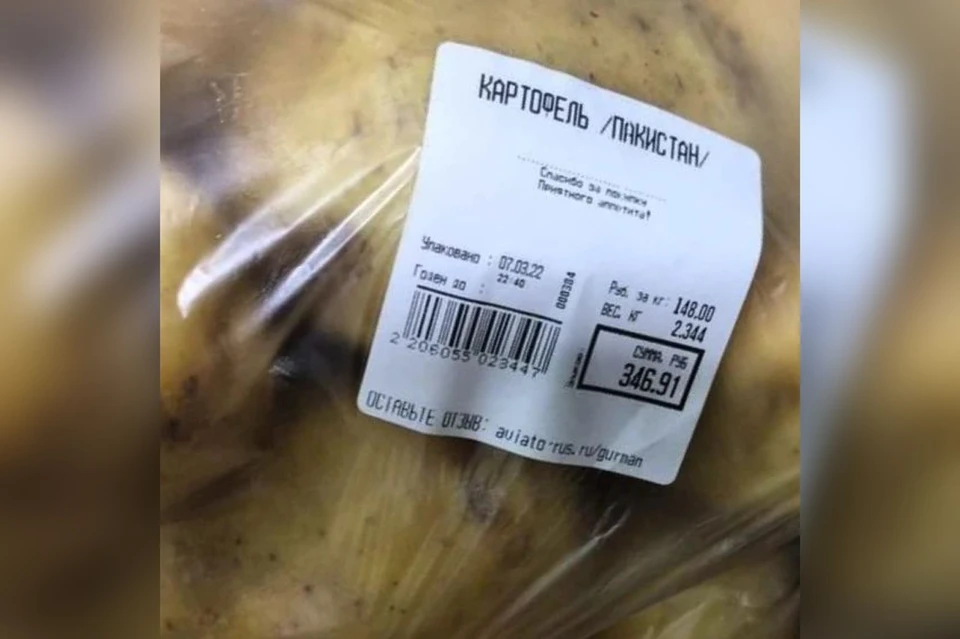 КАРТОФЕЛЬ /ПАКИСТАН/
Спасибо за покупку
Приятного аппетита!
Упаковано : 07.03.22
22:40
Годен до :
000384
Руб. за кг: 148.00
ВЕС, КГ 2.344
СУММА, РУБ
346.91
2 206055 023447
ОСТАВЬТЕ ОТЗЫВ: aviato-rus.ru/gurman